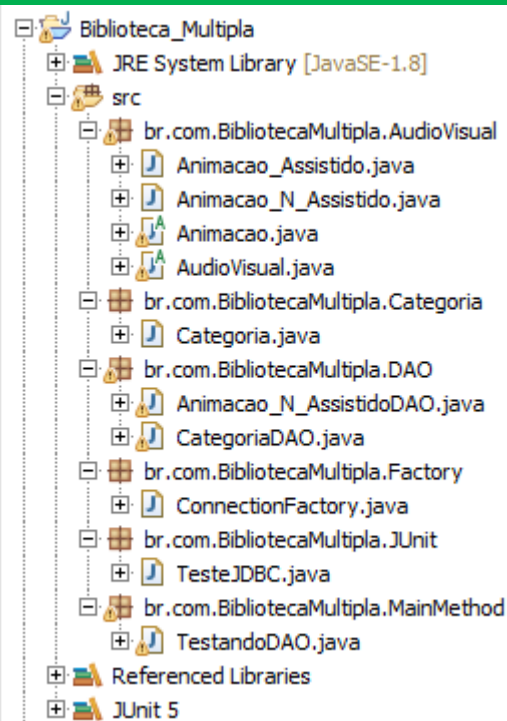 Biblioteca_Multipla
JRE System Library [JavaSE-1.8]
src
br.com.BibliotecaMultipla.AudioVisual
Animacao_Assistido.java
Animacao_N_Assistido.java
Animacao.java
AudioVisual.java
br.com.BibliotecaMultipla.Categoria
Categoria.java
br.com.BibliotecaMultipla.DAO
Animacao_N_AssistidoDAO.java
CategoriaDAO.java
br.com.BibliotecaMultipla.Factory
ConnectionFactory.java
br.com.BibliotecaMultipla.JUnit
TesteJDBC.java
br.com.BibliotecaMultipla.MainMethod
TestandoDAO.java
Referenced Libraries
JUnit 5